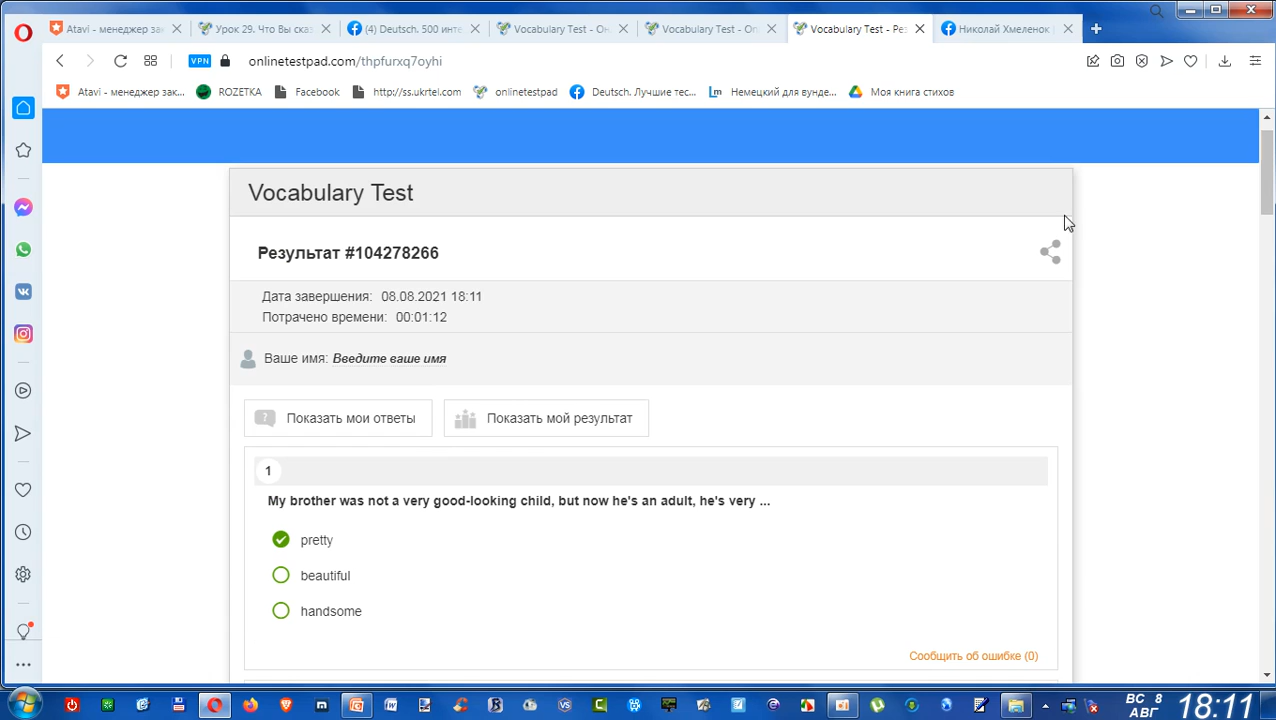 Atavi - менеджер зак
Урок 29. Что Вы сказ
(4) Deutsch. 500 инте
Vocabulary Test - Он
Vocabulary Test - Оп
Vocabulary Test - Рез
Николай Хмеленок
VPN
onlinetestpad.com/thpfurxq7oyhi
Atavi - менеджер зак...
ROZETKA
Facebook
http://ss.ukrtel.com
onlinetestpad
Deutsch. Лучшие тес...
Lm Немецкий для вунде...
Моя книга стихов
Vocabulary Test
Результат #104278266
Дата завершения: 08.08.2021 18:11
Потрачено времени: 00:01:12
Ваше имя: Введите ваше имя
Показать мои ответы
Показать мой результат
1
My brother was not a very good-looking child, but now he's an adult, he's very ...
pretty
beautiful
handsome
Сообщить об ошибке (0)
ВС 8
АВГ
18:11